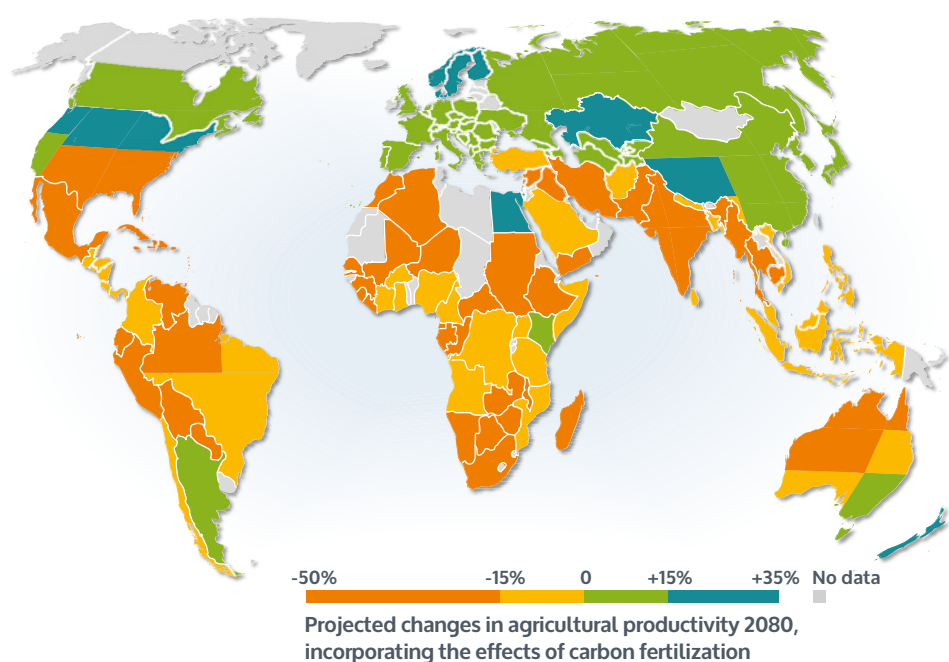 -50% -15% 0 +15% +35% No data
Projected changes in agricultural productivity 2080,
incorporating the effects of carbon fertilization